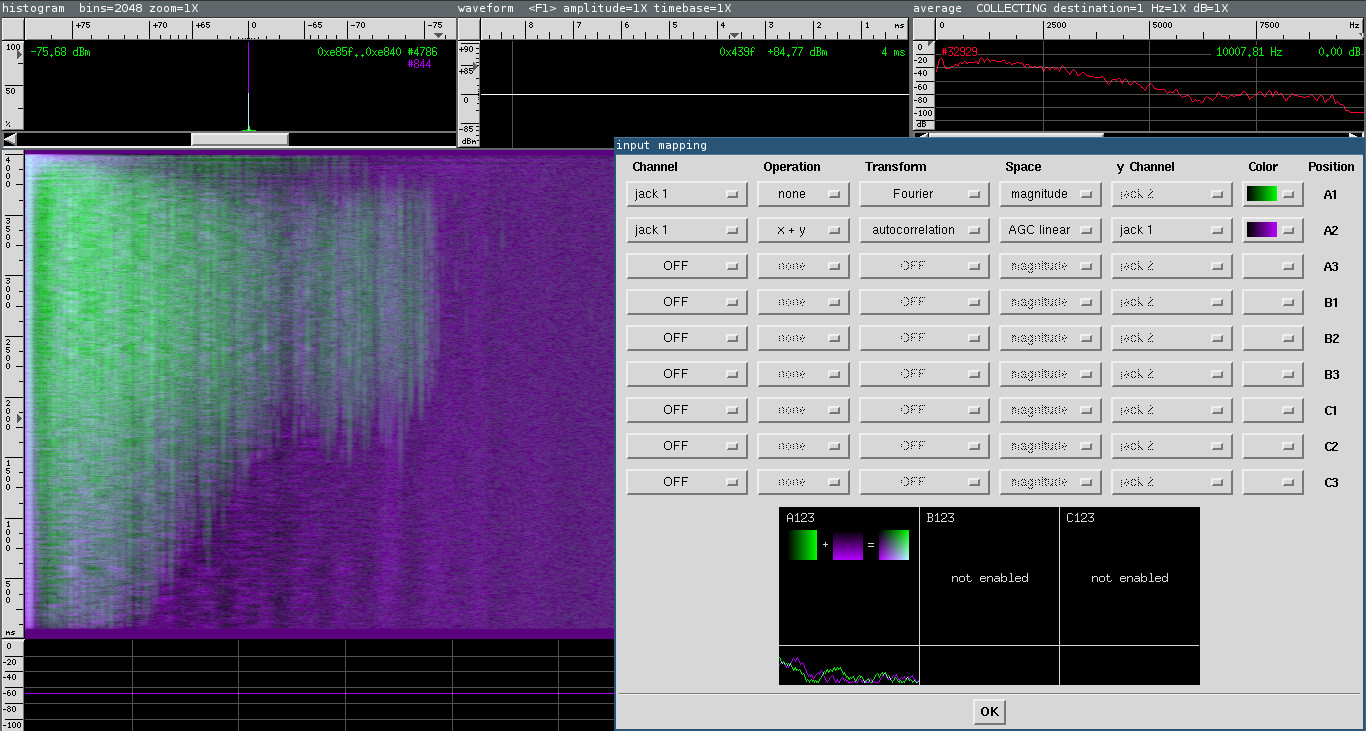 histogram bins=2048 zoom=1X
waveform <F1> amplitude=1X timebase=1X
average COLLECTING destination=1 Hz=1X dB=1X
+75 +70 +65 0 -65 -70 -75
8 7 6 5 4 3 2 1 ms
0 2500 5000 7500 Hz
100
50
%
-75,68 dBm
0xe85f..0xe840 #4786
#844
+90
+85
0
-85
dBm
0x439f +84,77 dBm 4 ms
0
-20
-40
-60
-80
-100
dB
#32929
10007,81 Hz 0,00 dB
400
3500
3000
2500
2000
1500
1000
500
ms
0
-20
-40
-60
-80
-100
input mapping
Channel Operation Transform Space y Channel Color Position
jack 1 none Fourier magnitude jack 2 A1
jack 1 x + y autocorrelation AGC linear jack 1 A2
OFF none OFF magnitude jack 2 A3
OFF none OFF magnitude jack 2 B1
OFF none OFF magnitude jack 2 B2
OFF none OFF magnitude jack 2 B3
OFF none OFF magnitude jack 2 C1
OFF none OFF magnitude jack 2 C2
OFF none OFF magnitude jack 2 C3
A123 B123 C123
+ =
not enabled not enabled
OK